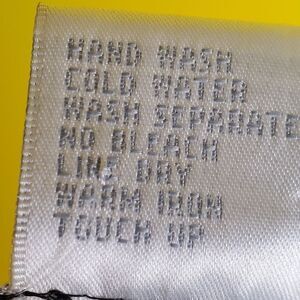 HAND WASH
COLD WATER
WASH SEPARATE
NO BLEACH
LINE DRY
WARM IRON
TOUCH UP